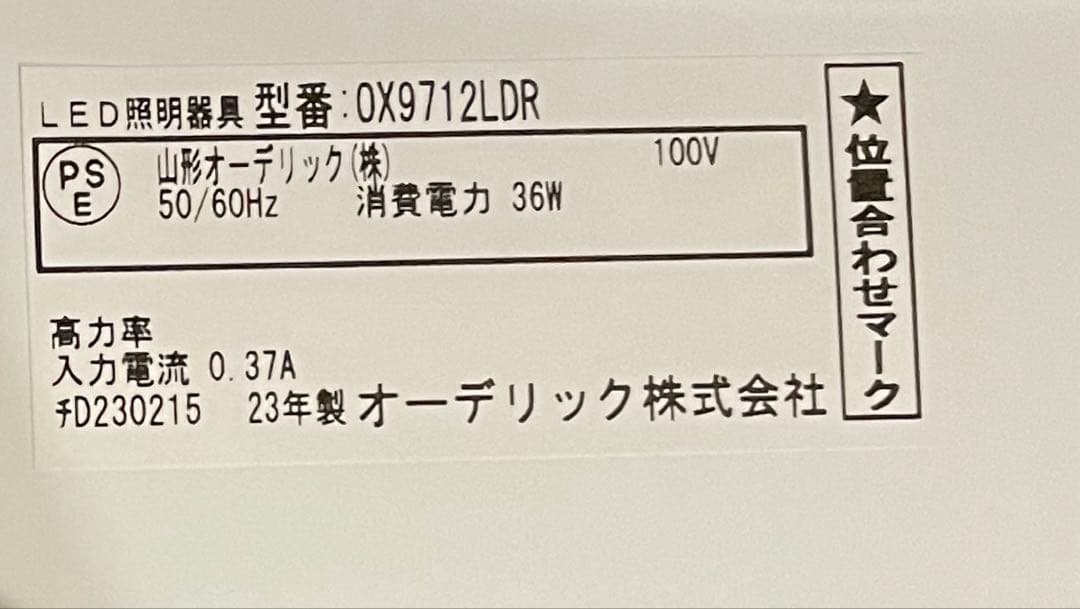 LED照明器具 型番:OX9712LDR
PSE
山形オーデリック(株) 100V
50/60Hz 消費電力 36W
高力率
入力電流 0.37A
チD230215 23年製 オーデリック株式会社
★位置合わせマーク